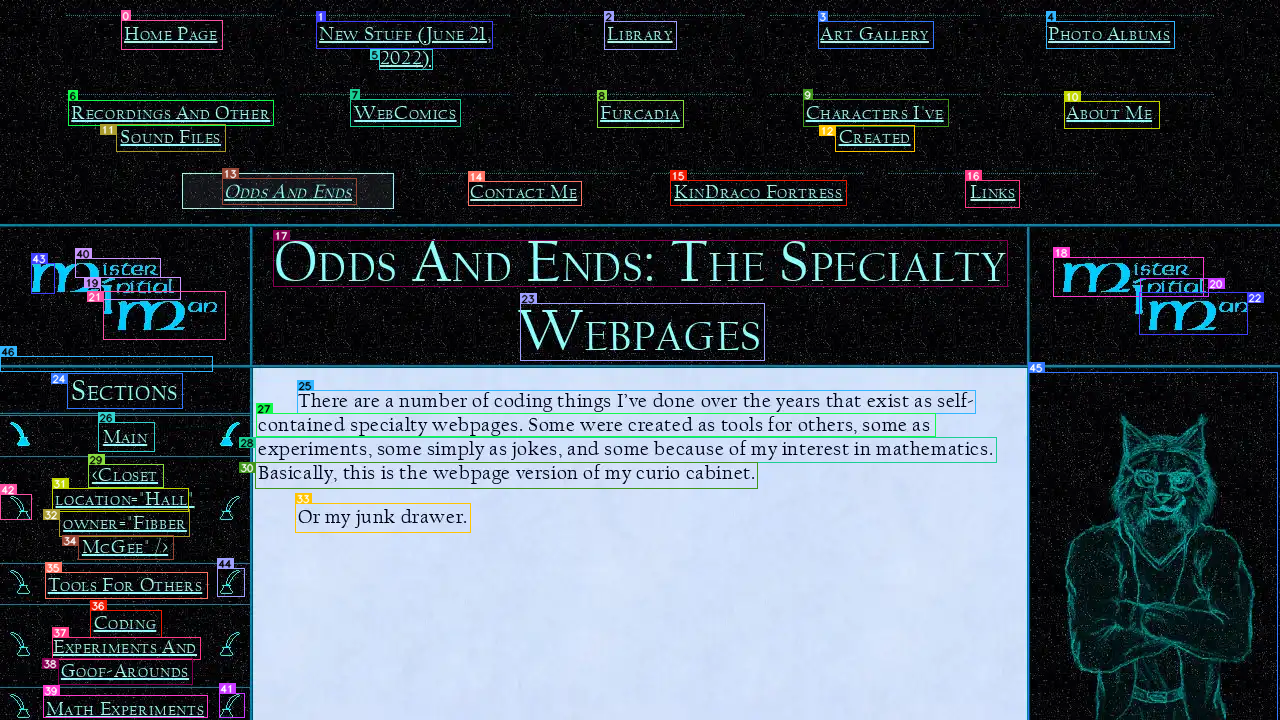 Home Page
New Stuff (June 21,
2022).
Library
Art Gallery
Photo Albums
Recordings And Other
Sound Files
WebComics
Furcadia
Characters I've
Created
About Me
Odds And Ends
Contact Me
KinDraco Fortress
Links
Mister
Initial
Man
Odds And Ends: The Specialty
Webpages
Mister
Initial
Man
Sections
Main
<Closet
location="Hall"
owner="Fibber
McGee" />
Tools For Others
Coding
Experiments And
Goof-Arounds
Math Experiments
There are a number of coding things I've done over the years that exist as self-
contained specialty webpages. Some were created as tools for others, some as
experiments, some simply as jokes, and some because of my interest in mathematics.
Basically, this is the webpage version of my curio cabinet.
Or my junk drawer.
0
1
2
3
4
5
6
7
8
9
10
11
12
13
14
15
16
17
18
19
20
21
22
23
24
25
26
27
28
29
30
31
32
33
34
35
36
37
38
39
40
41
42
43
44
45
46